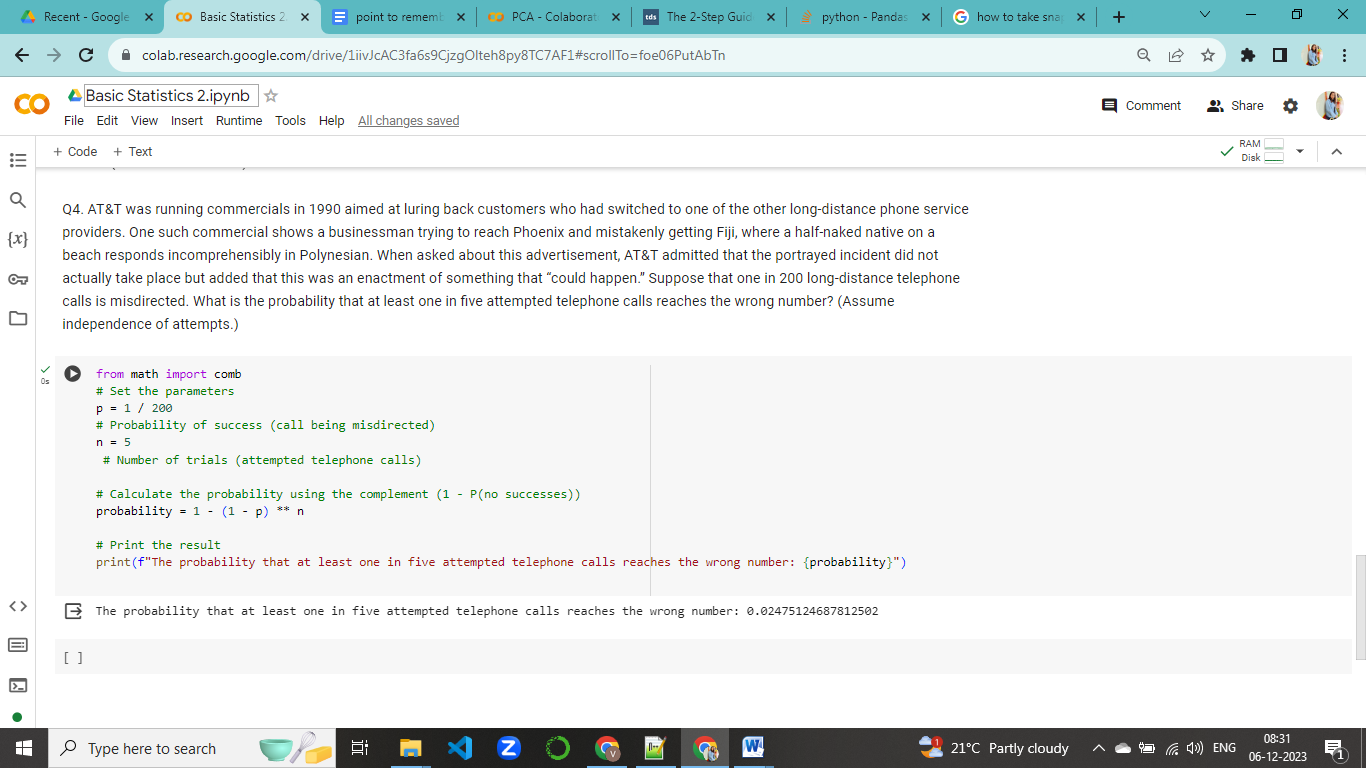 Recent - Google
Basic Statistics 2
point to rememb
PCA - Colaborat
tds The 2-Step Guid
python - Pandas
G how to take sna
colab.research.google.com/drive/1iivJcAC3fa6s9CjzgOlteh8py8TC7AF1#scrollTo=foe06PutAbTn
CO Basic Statistics 2.ipynb
Comment Share
File Edit View Insert Runtime Tools Help All changes saved
+ Code + Text
RAM
Disk
Q4. AT&T was running commercials in 1990 aimed at luring back customers who had switched to one of the other long-distance phone service
providers. One such commercial shows a businessman trying to reach Phoenix and mistakenly getting Fiji, where a half-naked native on a
beach responds incomprehensibly in Polynesian. When asked about this advertisement, AT&T admitted that the portrayed incident did not
actually take place but added that this was an enactment of something that “could happen.” Suppose that one in 200 long-distance telephone
calls is misdirected. What is the probability that at least one in five attempted telephone calls reaches the wrong number? (Assume
independence of attempts.)
{x}
0s
from math import comb
# Set the parameters
p = 1 / 200
# Probability of success (call being misdirected)
n = 5
# Number of trials (attempted telephone calls)
# Calculate the probability using the complement (1 - P(no successes))
probability = 1 - (1 - p) ** n
# Print the result
print(f"The probability that at least one in five attempted telephone calls reaches the wrong number: {probability}")
The probability that at least one in five attempted telephone calls reaches the wrong number: 0.02475124687812502
[ ]
Type here to search
21°C Partly cloudy
ENG
08:31
06-12-2023
1